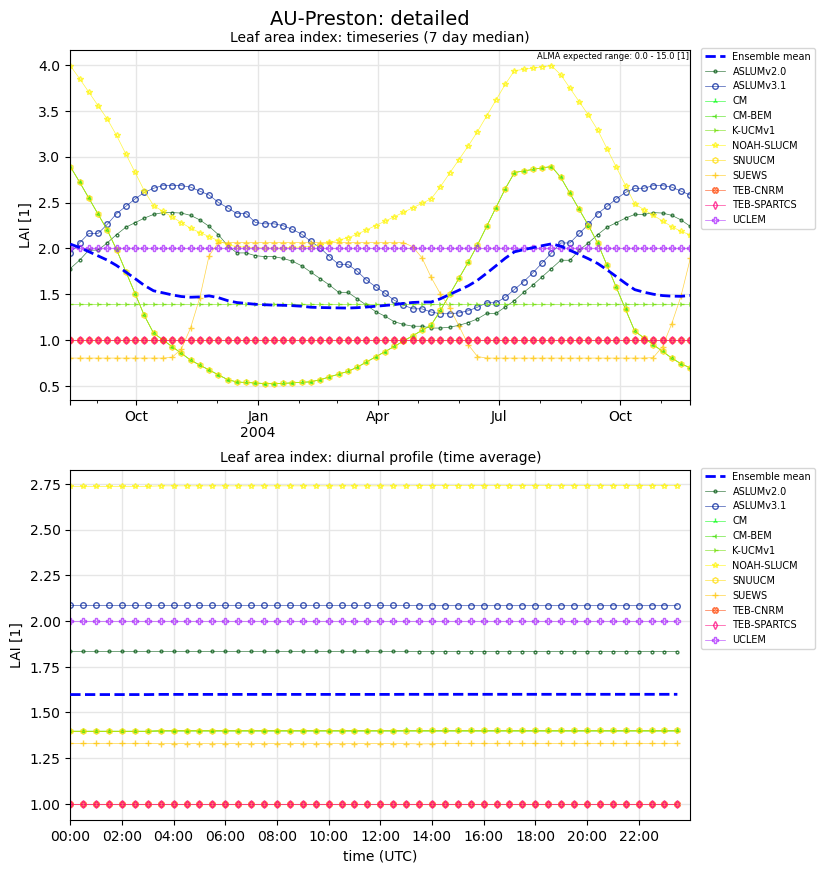 AU-Preston: detailed
Leaf area index: timeseries (7 day median)
ALMA expected range: 0.0 - 15.0 [1]
4.0
3.5
3.0
2.5
2.0
1.5
1.0
0.5
LAI [1]
Oct
Jan
2004
Apr
Jul
Oct
Ensemble mean
ASLUMv2.0
ASLUMv3.1
CM
CM-BEM
K-UCMv1
NOAH-SLUCM
SNUUCM
SUEWS
TEB-CNRM
TEB-SPARTCS
UCLEM
Leaf area index: diurnal profile (time average)
2.75
2.50
2.25
2.00
1.75
1.50
1.25
1.00
LAI [1]
00:00
02:00
04:00
06:00
08:00
10:00
12:00
14:00
16:00
18:00
20:00
22:00
time (UTC)
Ensemble mean
ASLUMv2.0
ASLUMv3.1
CM
CM-BEM
K-UCMv1
NOAH-SLUCM
SNUUCM
SUEWS
TEB-CNRM
TEB-SPARTCS
UCLEM